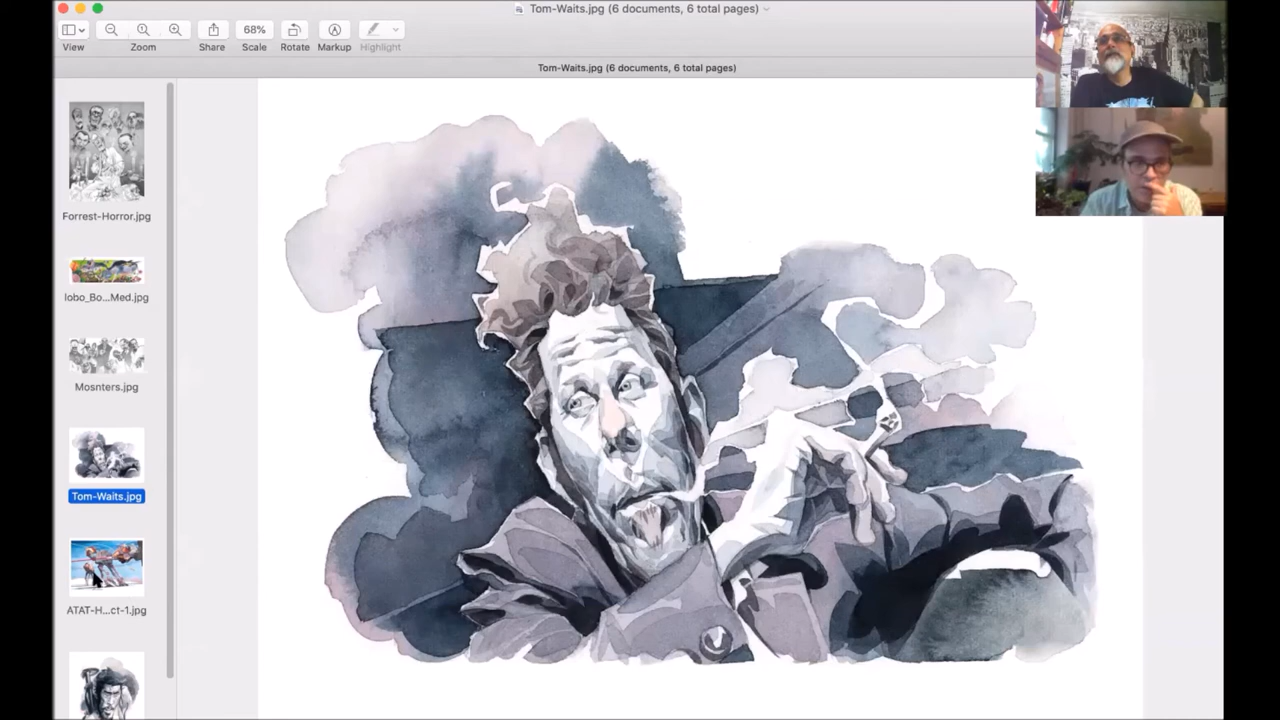 Tom-Waits.jpg (6 documents, 6 total pages)
68%
View
Zoom
Share
Scale
Rotate
Markup
Highlight
Tom-Waits.jpg (6 documents, 6 total pages)
Forrest-Horror.jpg
lobo_Bo...Med.jpg
Mosnters.jpg
Tom-Waits.jpg
ATAT-H...ct-1.jpg